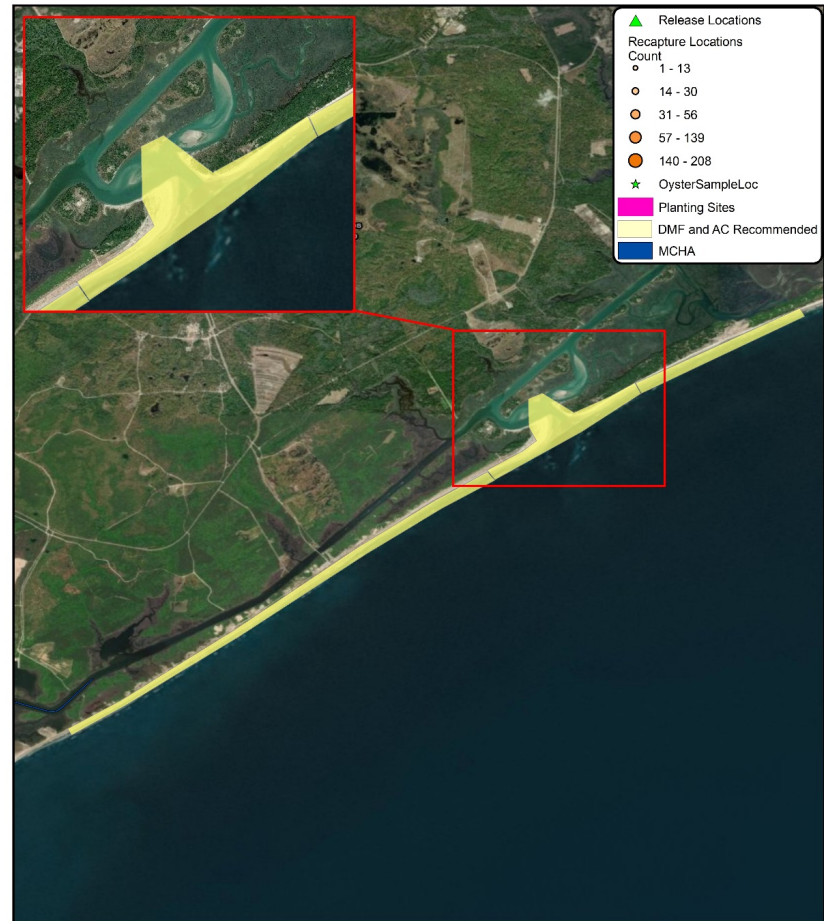 Release Locations
Recapture Locations
Count
1 - 13
14 - 30
31 - 56
57 - 139
140 - 208
OysterSampleLoc
Planting Sites
DMF and AC Recommended
MCHA